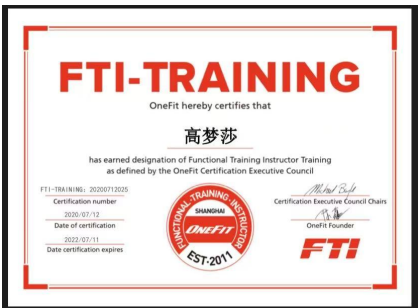 FTI-TRAINING
OneFit hereby certifies that
高梦莎
has earned designation of Functional Training Instructor Training
as defined by the OneFit Certification Executive Council
FTI-TRAINING: 20200712025
Certification number
2020/07/12
Date of certification
2022/07/11
Date certification expires
FUNCTIONAL-TRAINING-INSTRUCTOR
SHANGHAI
ONEFIT
EST·2011
Certification Executive Council Chairs
OneFit Founder
FTI